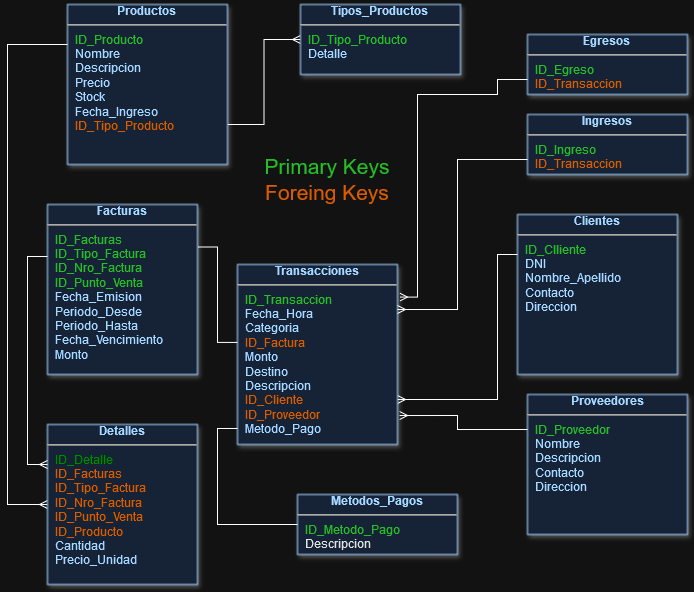 Productos
ID_Producto
Nombre
Descripcion
Precio
Stock
Fecha_Ingreso
ID_Tipo_Producto
Tipos_Productos
ID_Tipo_Producto
Detalle
Egresos
ID_Egreso
ID_Transaccion
Ingresos
ID_Ingreso
ID_Transaccion
Primary Keys
Foreing Keys
Facturas
ID_Facturas
ID_Tipo_Factura
ID_Nro_Factura
ID_Punto_Venta
Fecha_Emision
Periodo_Desde
Periodo_Hasta
Fecha_Vencimiento
Monto
Transacciones
ID_Transaccion
Fecha_Hora
Categoria
ID_Factura
Monto
Destino
Descripcion
ID_Cliente
ID_Proveedor
Metodo_Pago
Clientes
ID_Clliente
DNI
Nombre_Apellido
Contacto
Direccion
Proveedores
ID_Proveedor
Nombre
Descripcion
Contacto
Direccion
Detalles
ID_Detalle
ID_Facturas
ID_Tipo_Factura
ID_Nro_Factura
ID_Punto_Venta
ID_Producto
Cantidad
Precio_Unidad
Metodos_Pagos
ID_Metodo_Pago
Descripcion